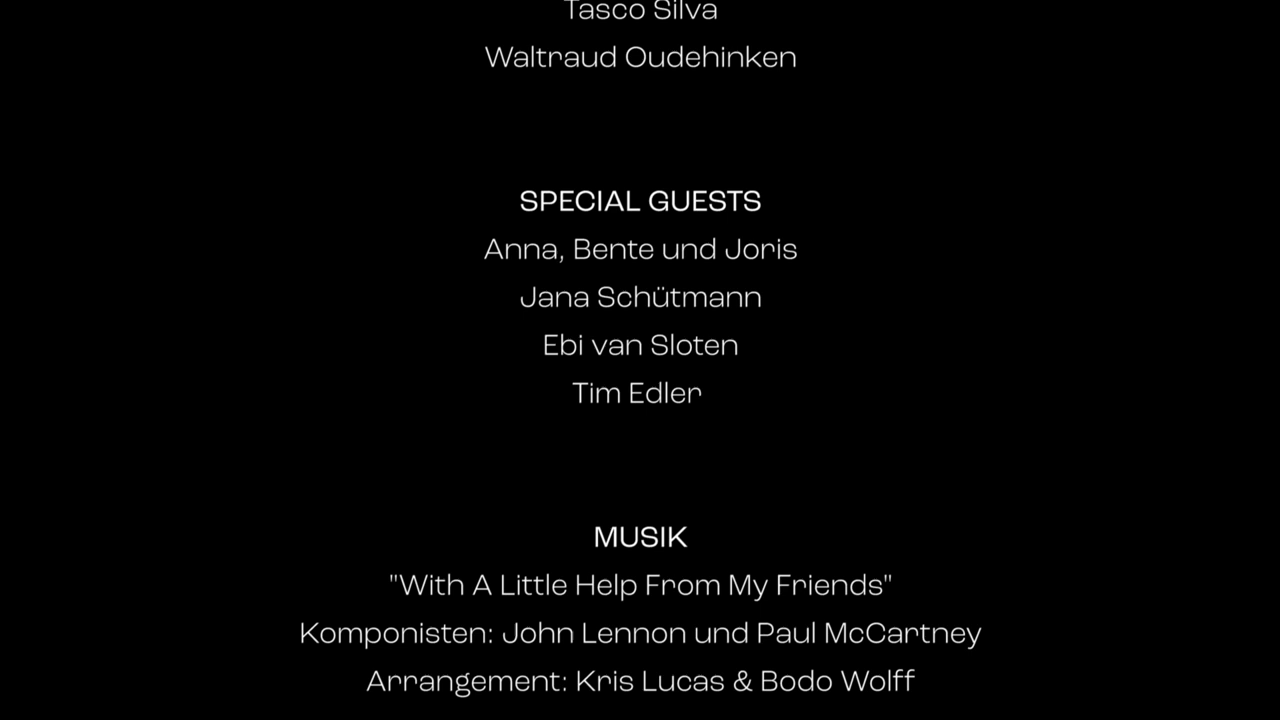 Tasco Silva
Waltraud Oudehinken
SPECIAL GUESTS
Anna, Bente und Joris
Jana Schütmann
Ebi van Sloten
Tim Edler
MUSIK
"With A Little Help From My Friends"
Komponisten: John Lennon und Paul McCartney
Arrangement: Kris Lucas & Bodo Wolff